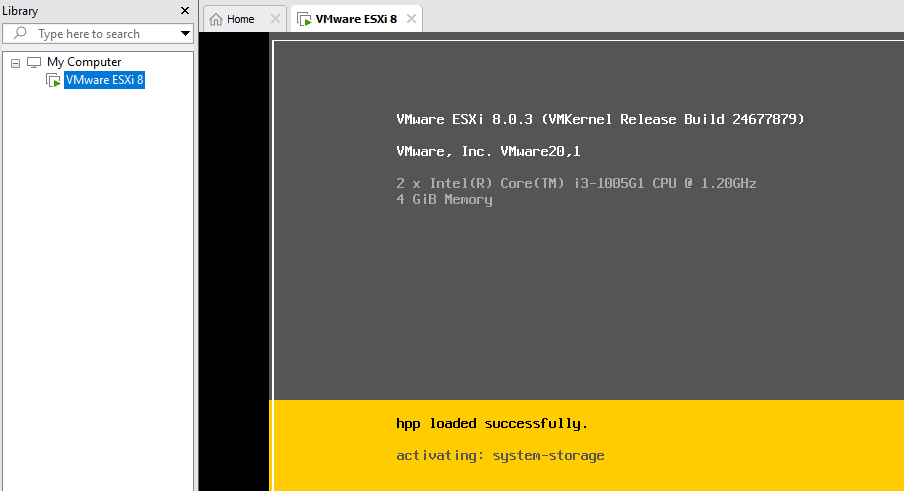 Library
Home
VMware ESXi 8
Type here to search
My Computer
VMware ESXi 8
VMware ESXi 8.0.3 (VMKernel Release Build 24677879)
VMware, Inc. VMware20,1
2 x Intel(R) Core(TM) i3-1005G1 CPU @ 1.20GHz
4 GiB Memory
hpp loaded successfully.
activating: system-storage